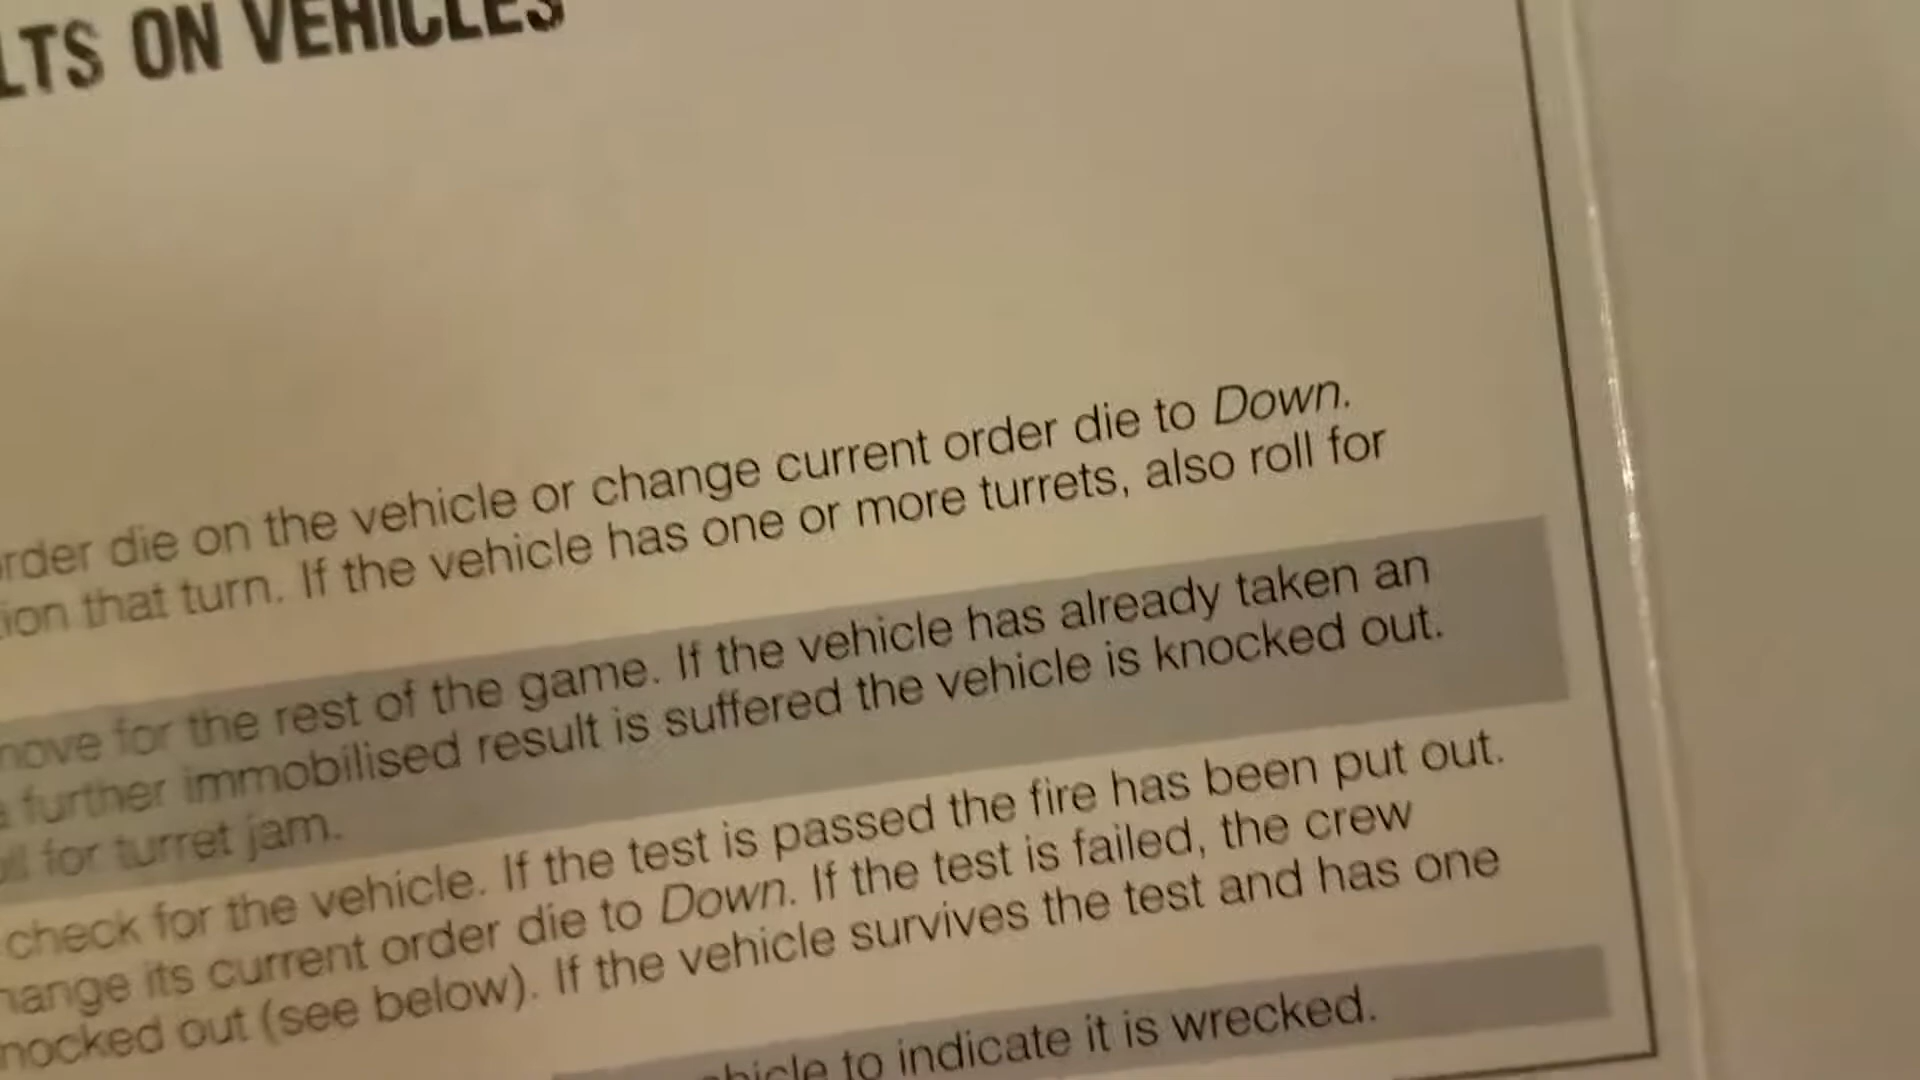 LTS ON VEHICLES
rder die on the vehicle or change current order die to Down.
ion that turn. If the vehicle has one or more turrets, also roll for
move for the rest of the game. If the vehicle has already taken an
further immobilised result is suffered the vehicle is knocked out.
ll for turret jam.
check for the vehicle. If the test is passed the fire has been put out.
hange its current order die to Down. If the test is failed, the crew
nocked out (see below). If the vehicle survives the test and has one
hicle to indicate it is wrecked.